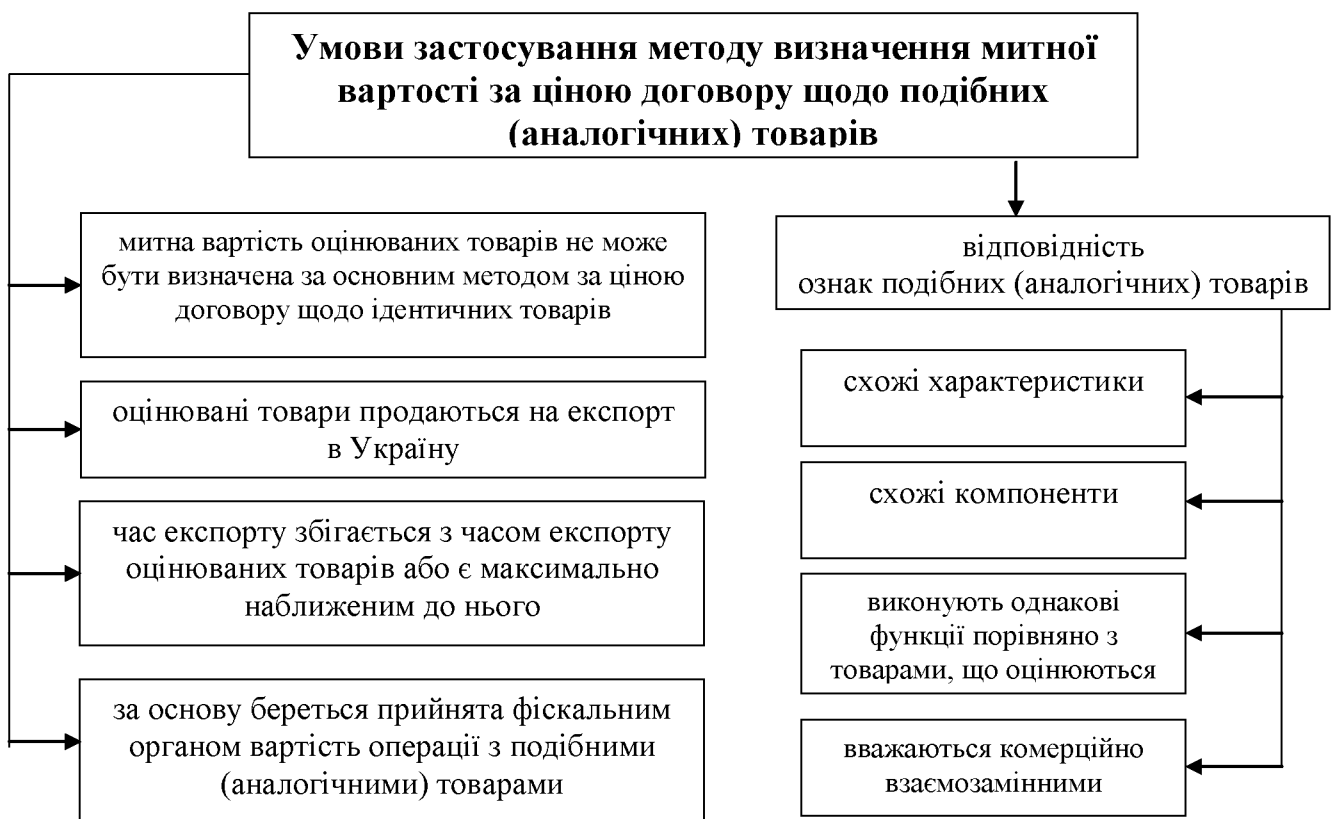 Умови застосування методу визначення митної
вартості за ціною договору щодо подібних
(аналогічних) товарів
митна вартість оцінюваних товарів не може
бути визначена за основним методом за ціною
договору щодо ідентичних товарів
оцінювані товари продаються на експорт
в Україну
час експорту збігається з часом експорту
оцінюваних товарів або є максимально
наближеним до нього
за основу береться прийнята фіскальним
органом вартість операції з подібними
(аналогічними) товарами
відповідність
ознак подібних (аналогічних) товарів
схожі характеристики
схожі компоненти
виконують однакові
функції порівняно з
товарами, що оцінюються
вважаються комерційно
взаємозамінними